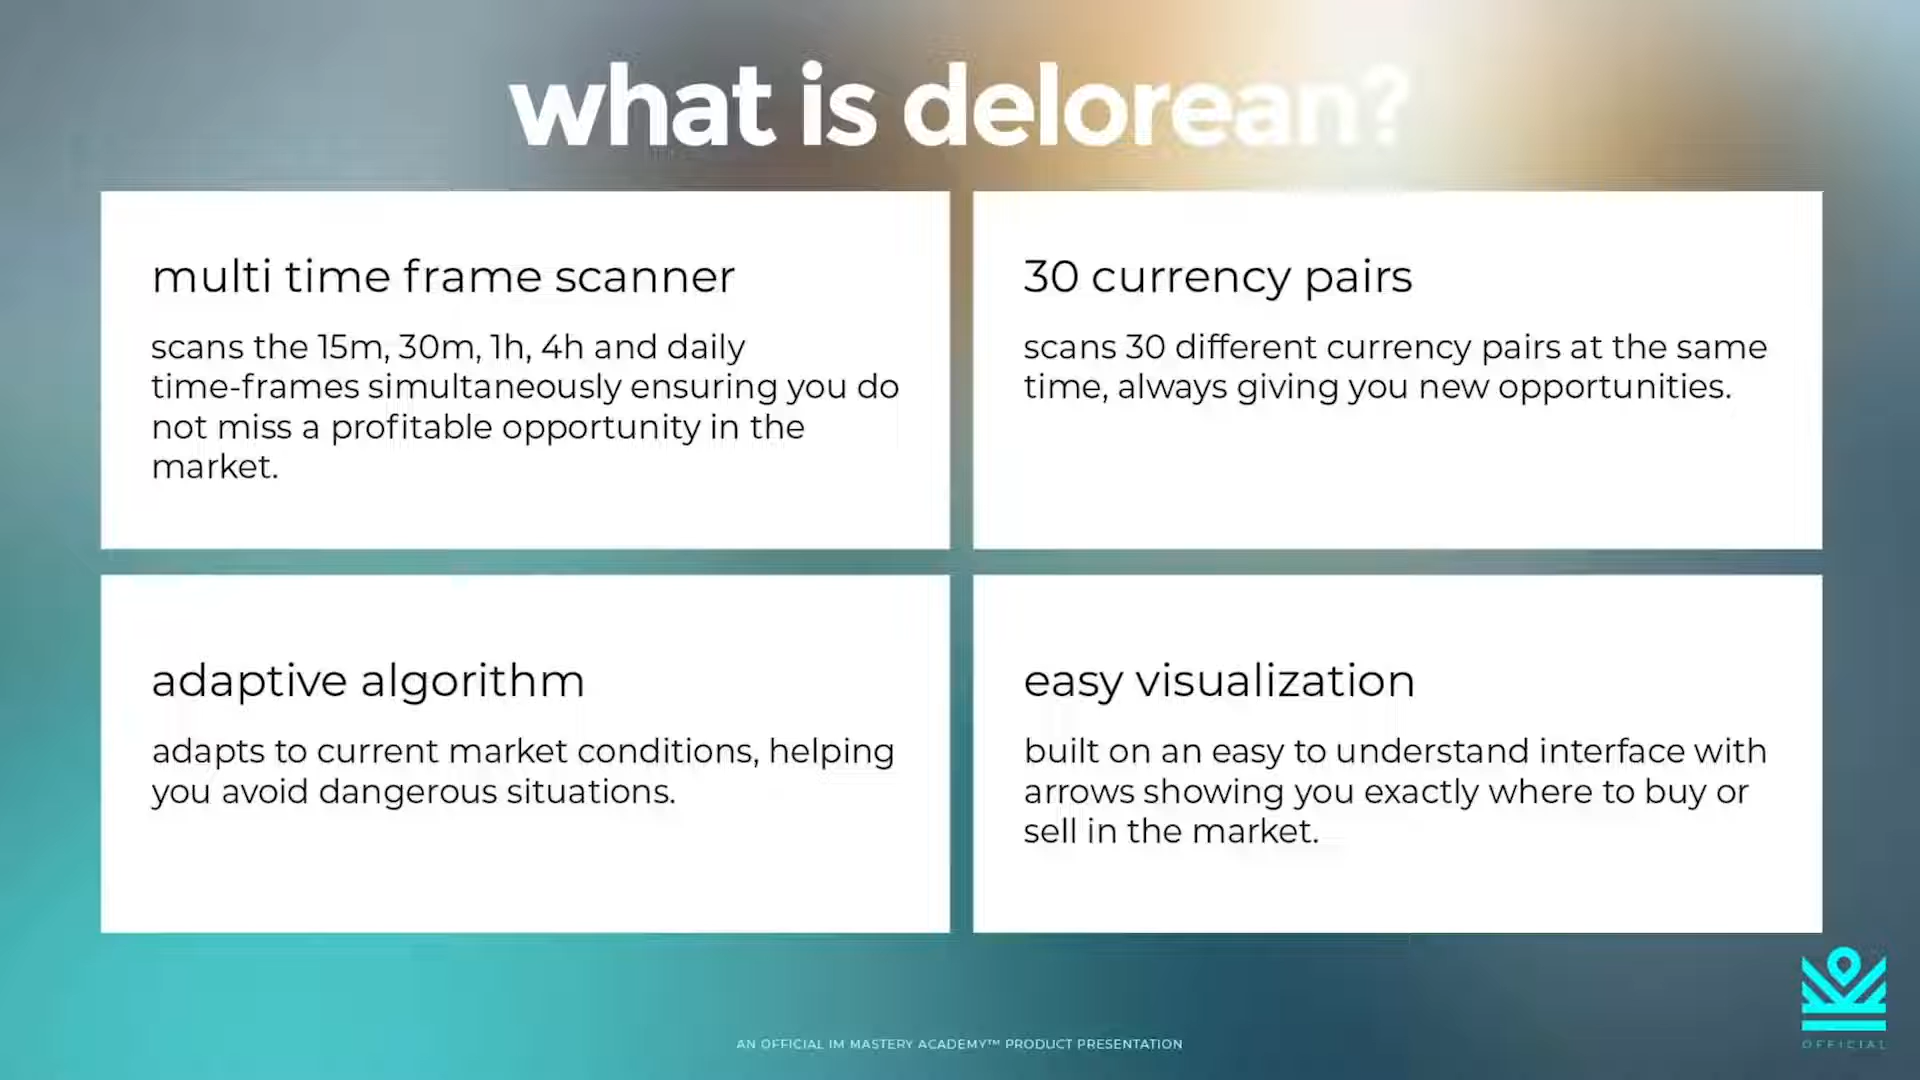 what is delorean?
multi time frame scanner
scans the 15m, 30m, 1h, 4h and daily
time-frames simultaneously ensuring you do
not miss a profitable opportunity in the
market.
30 currency pairs
scans 30 different currency pairs at the same
time, always giving you new opportunities.
adaptive algorithm
adapts to current market conditions, helping
you avoid dangerous situations.
easy visualization
built on an easy to understand interface with
arrows showing you exactly where to buy or
sell in the market.
AN OFFICIAL IM MASTERY ACADEMY™ PRODUCT PRESENTATION
OFFICIAL